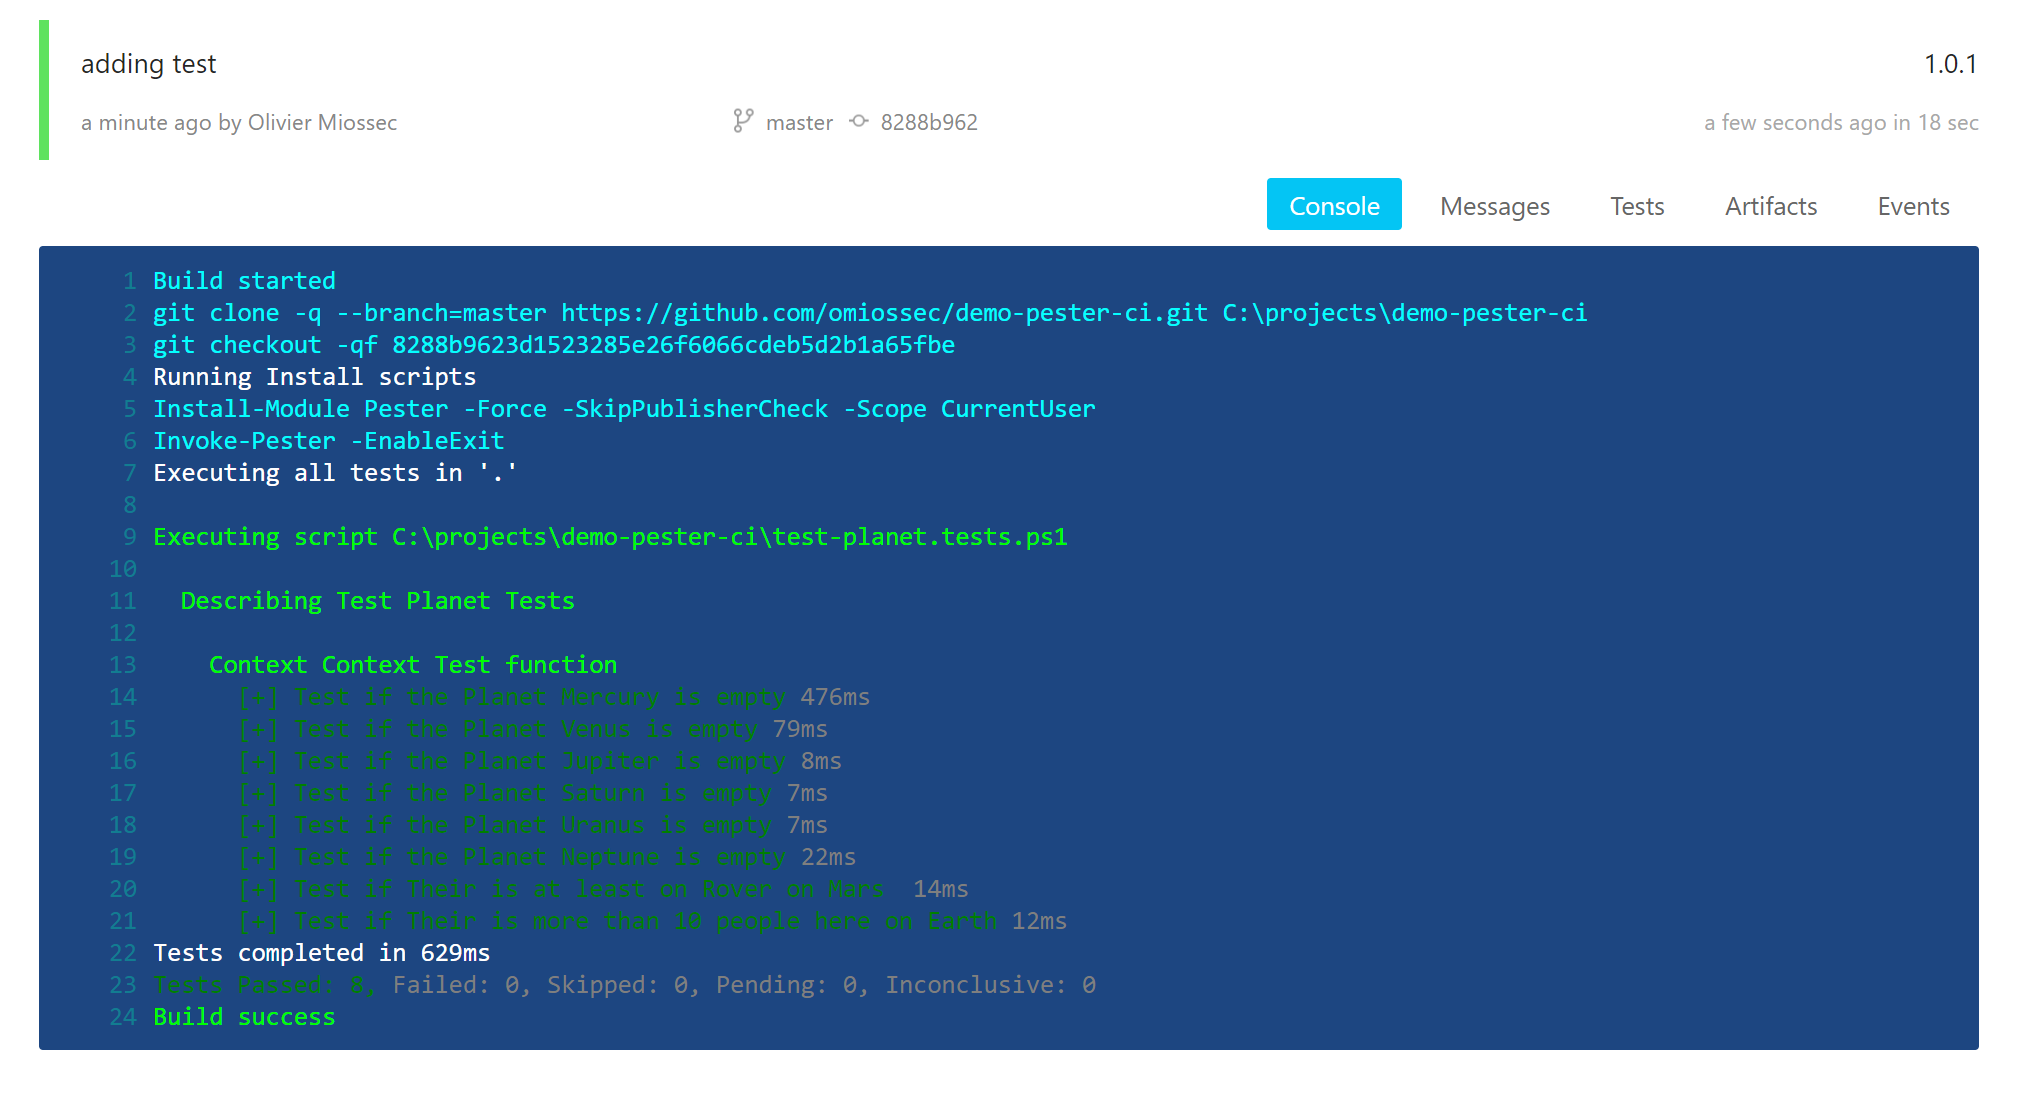 adding test
1.0.1
a minute ago by Olivier Miossec
master 8288b962
a few seconds ago in 18 sec
Console Messages Tests Artifacts Events
1 Build started
2 git clone -q --branch=master https://github.com/omiossec/demo-pester-ci.git C:\projects\demo-pester-ci
3 git checkout -qf 8288b9623d1523285e26f6066cdeb5d2b1a65fbe
4 Running Install scripts
5 Install-Module Pester -Force -SkipPublisherCheck -Scope CurrentUser
6 Invoke-Pester -EnableExit
7 Executing all tests in '.'
8
9 Executing script C:\projects\demo-pester-ci\test-planet.tests.ps1
10
11 Describing Test Planet Tests
12
13 Context Context Test function
14 [+] Test if the Planet Mercury is empty 476ms
15 [+] Test if the Planet Venus is empty 79ms
16 [+] Test if the Planet Jupiter is empty 8ms
17 [+] Test if the Planet Saturn is empty 7ms
18 [+] Test if the Planet Uranus is empty 7ms
19 [+] Test if the Planet Neptune is empty 22ms
20 [+] Test if Their is at least on Rover on Mars 14ms
21 [+] Test if Their is more than 10 people here on Earth 12ms
22 Tests completed in 629ms
23 Tests Passed: 8, Failed: 0, Skipped: 0, Pending: 0, Inconclusive: 0
24 Build success